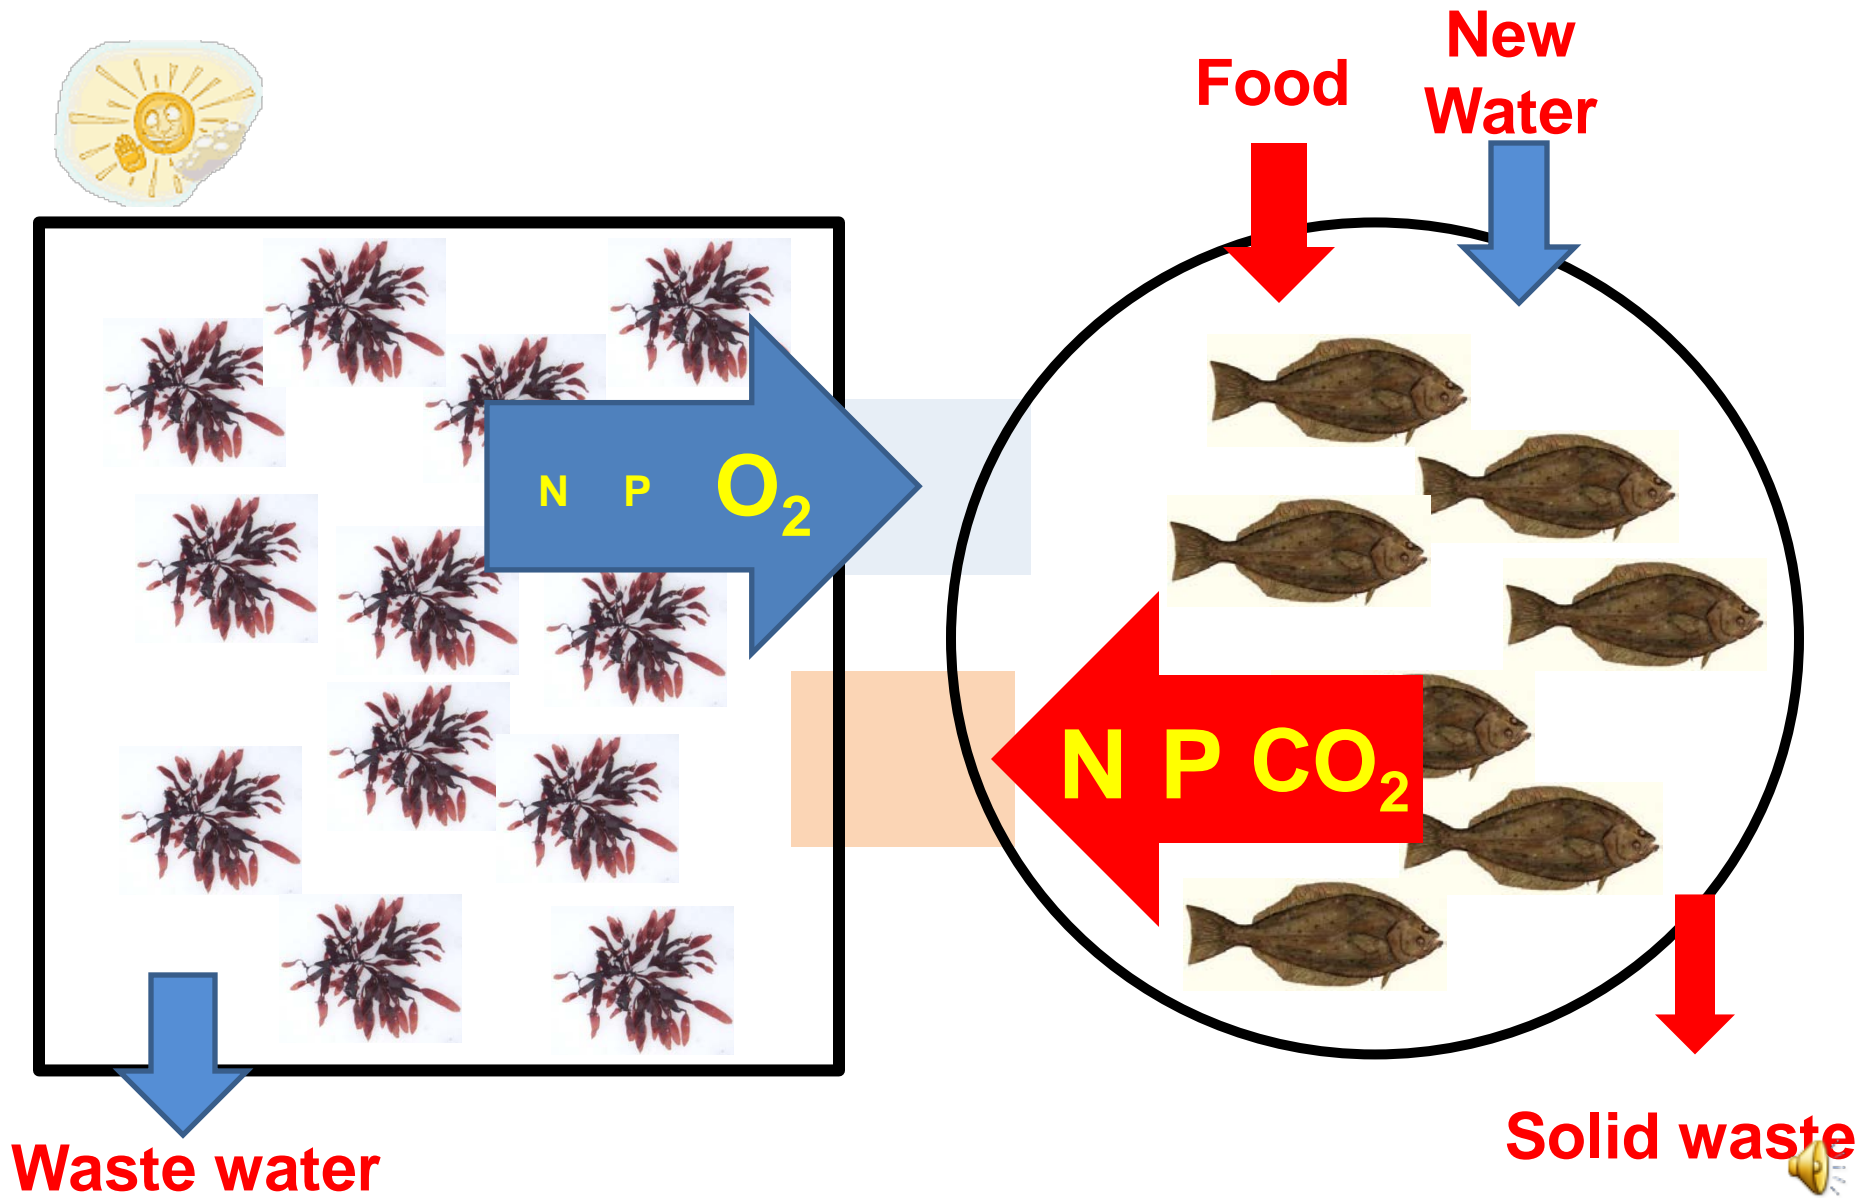 New
Food
Water
N P O₂
N P CO₂
Solid waste
Waste water